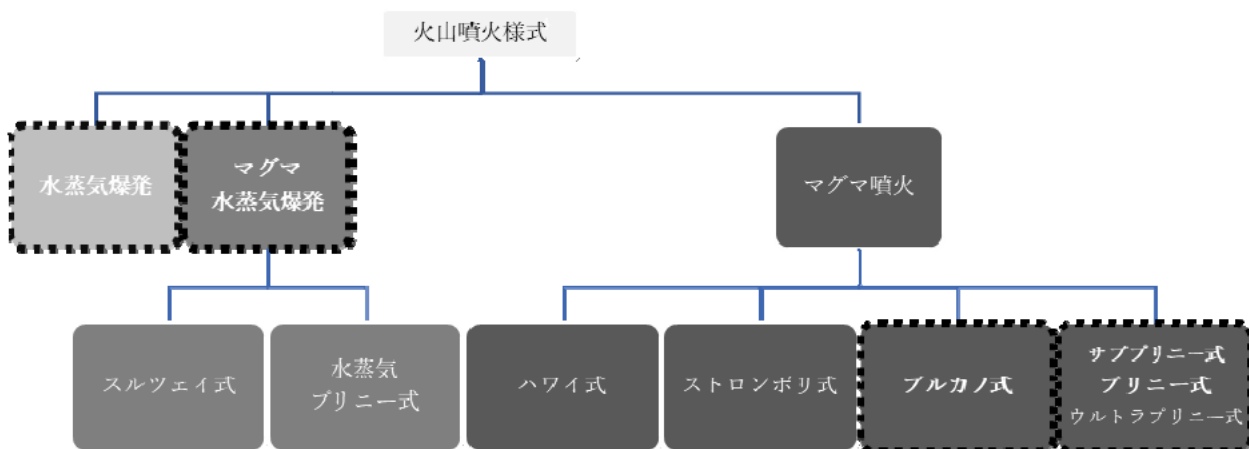 火山噴火様式
水蒸気爆発
マグマ
水蒸気爆発
マグマ噴火
スルツェイ式
水蒸気
プリニー式
ハワイ式
ストロンボリ式
ブルカノ式
サブプリニー式
プリニー式
ウルトラプリニー式